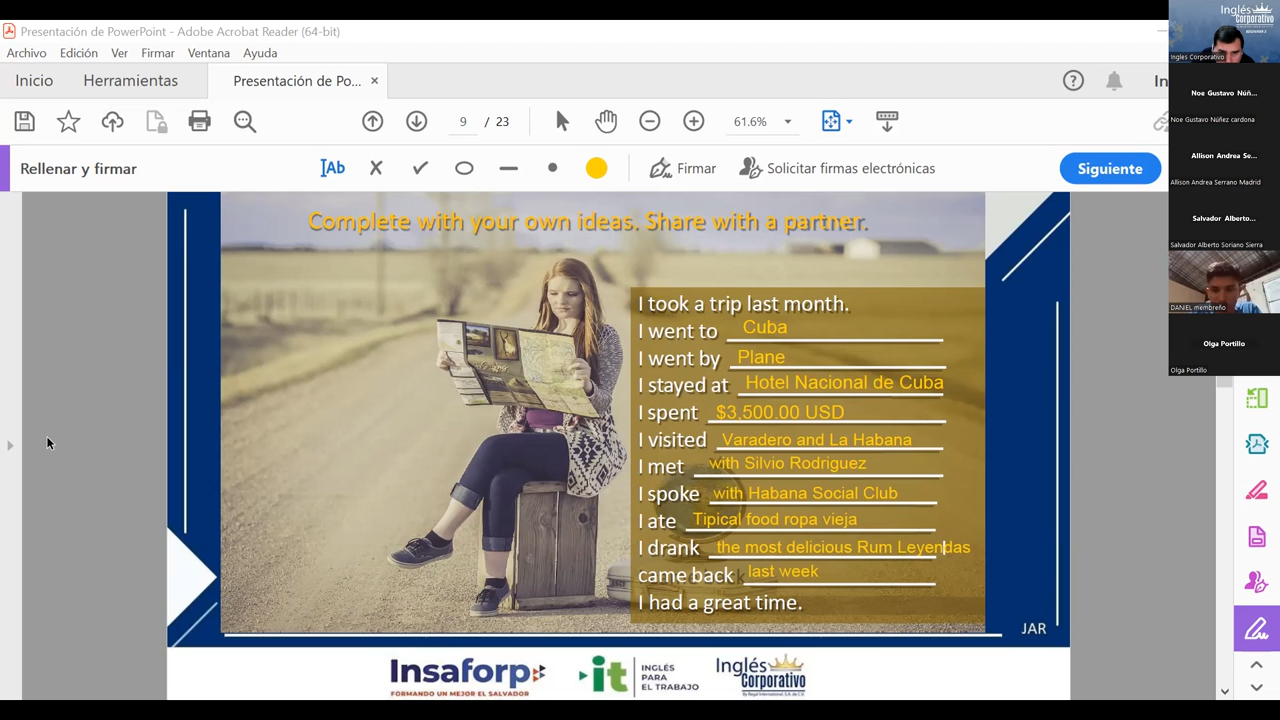 Presentación de PowerPoint - Adobe Acrobat Reader (64-bit)
Archivo Edición Ver Firmar Ventana Ayuda
Inicio Herramientas Presentación de Po... × ? In
9 / 23 61.6%
Rellenar y firmar Ab Firmar Solicitar firmas electrónicas Siguiente
Complete with your own ideas. Share with a partner.
I took a trip last month.
I went to Cuba
I went by Plane
I stayed at Hotel Nacional de Cuba
I spent $3,500.00 USD
I visited Varadero and La Habana
I met with Silvio Rodriguez
I spoke with Habana Social Club
I ate Tipical food ropa vieja
I drank the most delicious Rum Leyendas
came back last week
I had a great time.
JAR
Insaforp
FORMANDO UN MEJOR EL SALVADOR
it INGLÉS PARA EL TRABAJO
Inglés Corporativo
Inglés Corporativo
Ingles Corporativo
Noe Gustavo Núñ...
Noe Gustavo Núñez cardona
Allison Andrea Se...
Allison Andrea Serrano Madrid
Salvador Alberto...
Salvador Alberto Soriano Sierra
DANIEL membreño
Olga Portillo
Olga Portillo